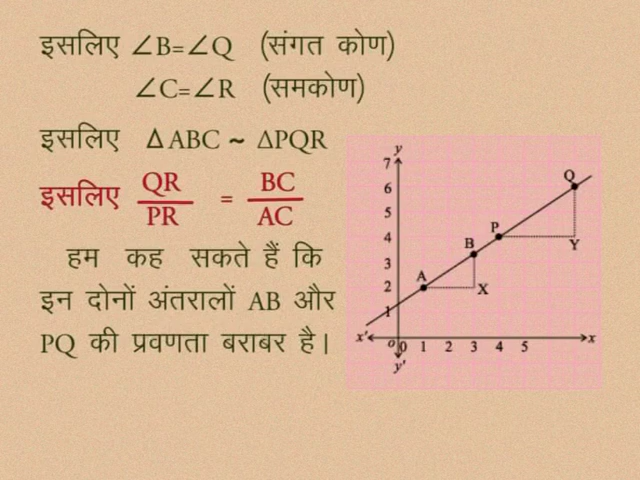 इसलिए ∠B=∠Q (संगत कोण)
∠C=∠R (समकोण)
इसलिए ΔABC ~ ΔPQR
इसलिए QR/PR = BC/AC
हम कह सकते हैं कि
इन दोनों अंतरालों AB और
PQ की प्रवणता बराबर है।
y
7
6
5
4
3
2
1
Q
P
B
A
Y
X
x'
o
0 1 2 3 4 5
x
y'